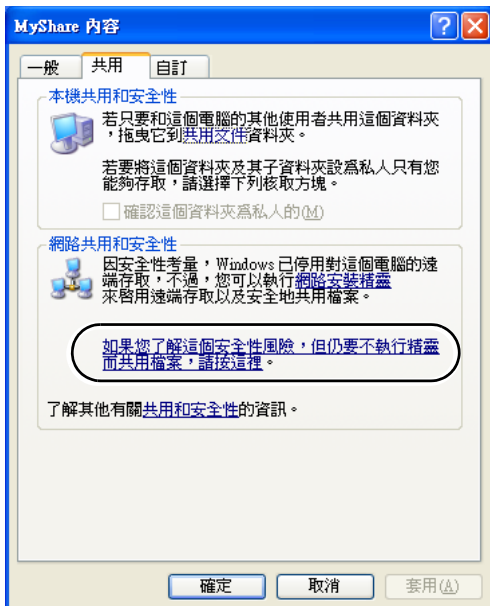 MyShare 內容
一般
共用
自訂
本機共用和安全性
若只要和這個電腦的其他使用者共用這個資料夾
，拖曳它到共用文件資料夾。
若要將這個資料夾及其子資料夾設爲私人只有您
能夠存取，請選擇下列核取方塊。
確認這個資料夾爲私人的(M)
網路共用和安全性
因安全性考量，Windows 已停用對這個電腦的遠
端存取，不過，您可以執行網路安裝精靈
來啓用遠端存取以及安全地共用檔案。
如果您了解這個安全性風險，但仍要不執行精靈
而共用檔案，請按這裡。
了解其他有關共用和安全性的資訊。
確定
取消
套用(A)